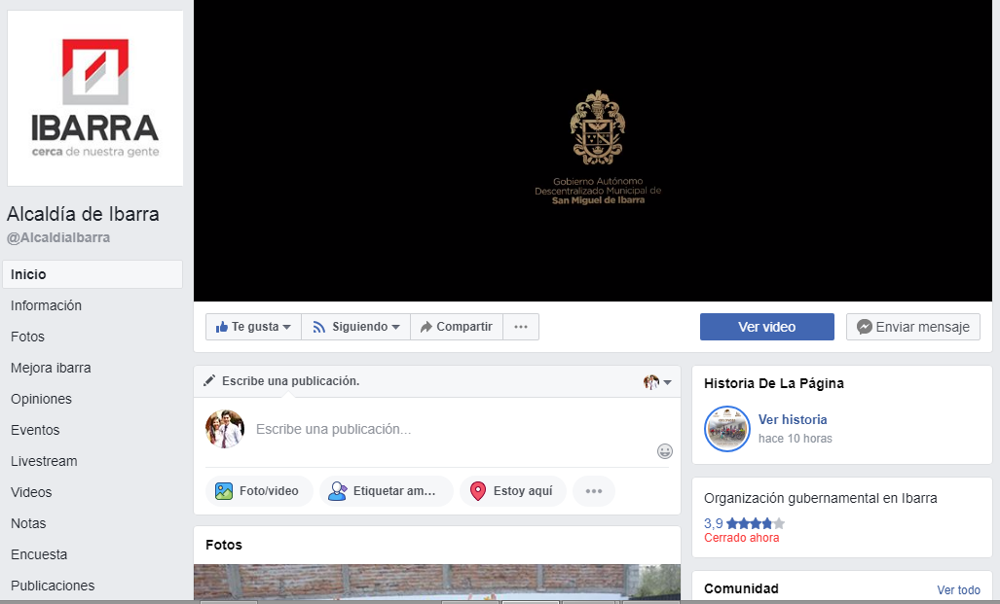 IBARRA
cerca de nuestra gente
Alcaldía de Ibarra
@AlcaldiaIbarra
Inicio
Información
Fotos
Mejora ibarra
Opiniones
Eventos
Livestream
Videos
Notas
Encuesta
Publicaciones
Gobierno Autónomo
Descentralizado Municipal de
San Miguel de Ibarra
Te gusta
Siguiendo
Compartir
Ver video
Enviar mensaje
Escribe una publicación.
Escribe una publicación...
Foto/video
Etiquetar am...
Estoy aquí
Fotos
Historia De La Página
Ver historia
hace 10 horas
Organización gubernamental en Ibarra
3,9
Cerrado ahora
Comunidad
Ver todo